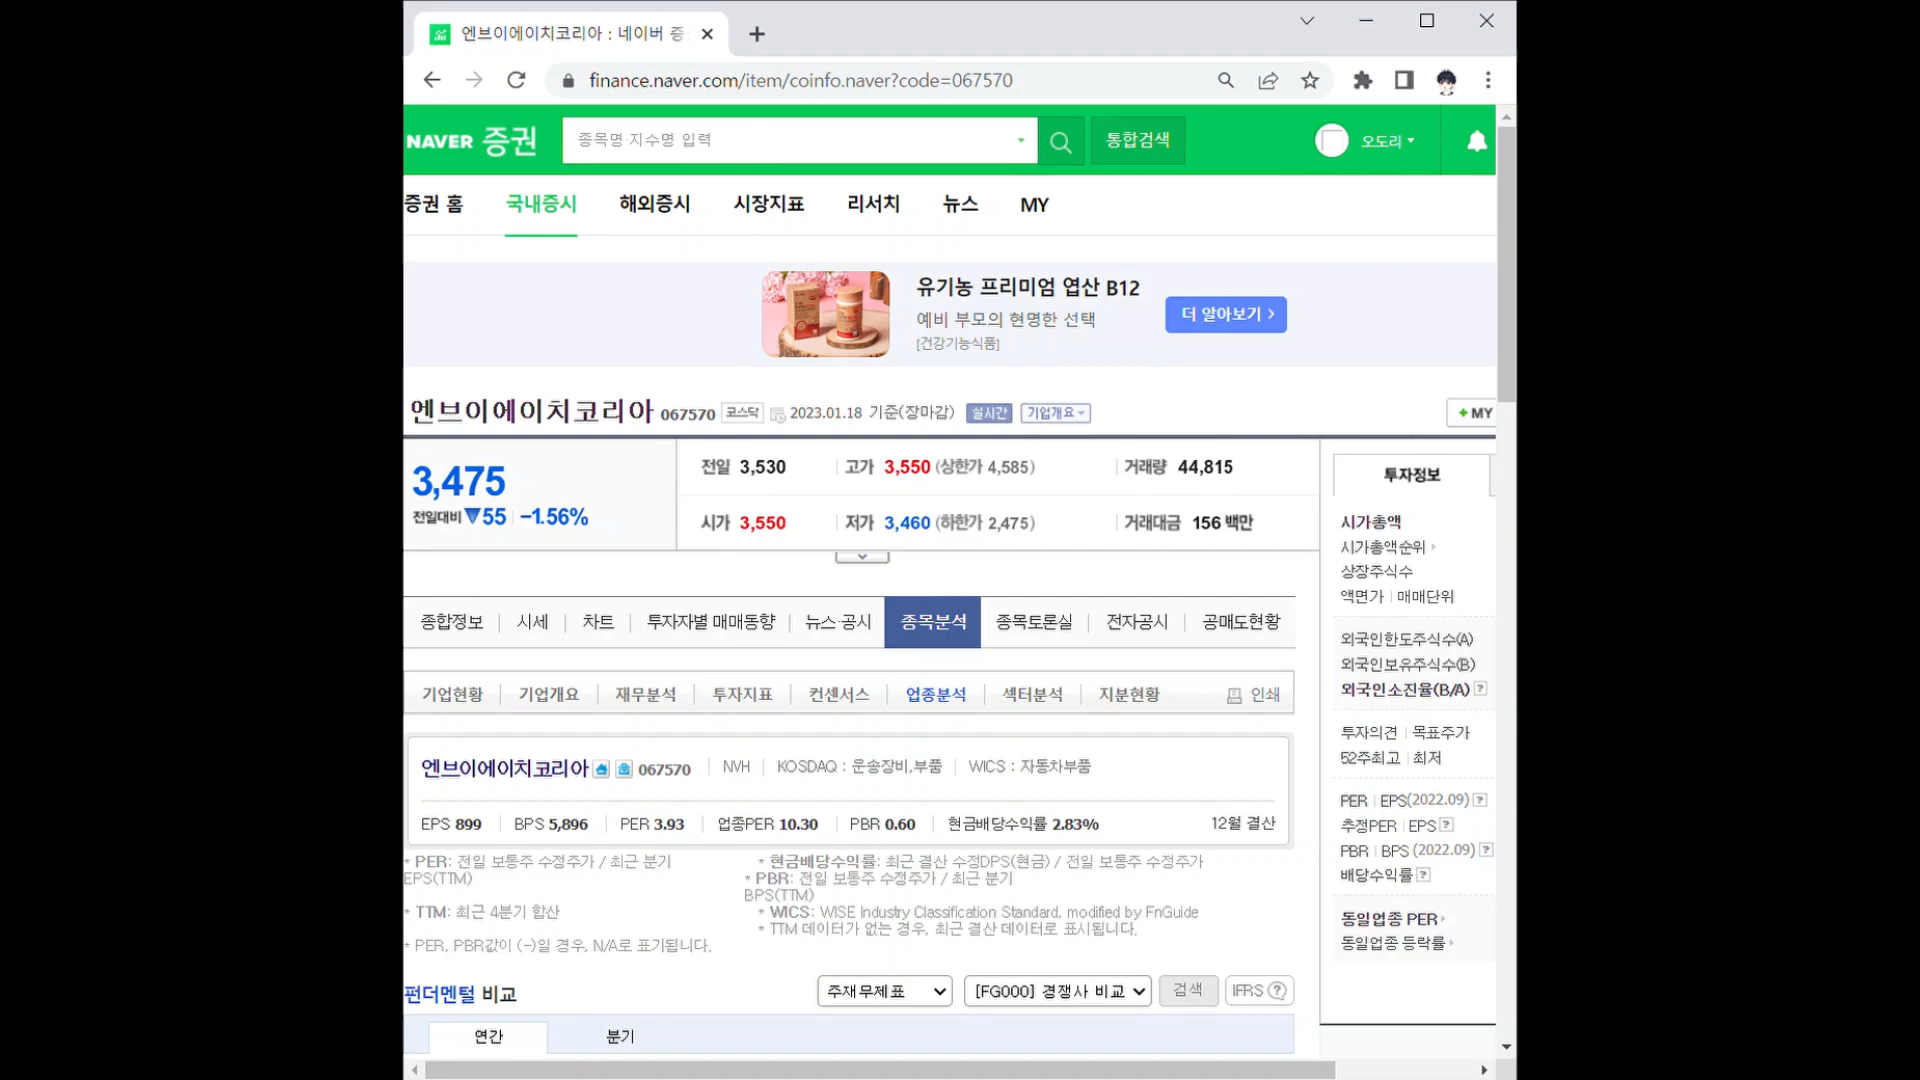 엔브이에이치코리아 : 네이버 증
finance.naver.com/item/coinfo.naver?code=067570
NAVER 증권
종목명·지수명 입력
통합검색
오도리
증권 홈 국내증시 해외증시 시장지표 리서치 뉴스 MY
유기농 프리미엄 엽산 B12
예비 부모의 현명한 선택
[건강기능식품]
더 알아보기
엔브이에이치코리아 067570 코스닥 2023.01.18 기준(장마감) 실시간 기업개요
+ MY
3,475
전일대비 ▼55 -1.56%
전일 3,530 고가 3,550 (상한가 4,585) 거래량 44,815
시가 3,550 저가 3,460 (하한가 2,475) 거래대금 156 백만
종합정보 시세 차트 투자자별 매매동향 뉴스·공시 종목분석 종목토론실 전자공시 공매도현황
기업현황 기업개요 재무분석 투자지표 컨센서스 업종분석 섹터분석 지분현황 인쇄
엔브이에이치코리아 067570 NVH KOSDAQ : 운송장비,부품 WICS : 자동차부품
EPS 899 BPS 5,896 PER 3.93 업종PER 10.30 PBR 0.60 현금배당수익률 2.83% 12월 결산
* PER: 전일 보통주 수정주가 / 최근 분기
EPS(TTM)
* TTM: 최근 4분기 합산
* PER, PBR값이 (-)일 경우, N/A로 표기됩니다.
* 현금배당수익률: 최근 결산 수정DPS(현금) / 전일 보통주 수정주가
* PBR: 전일 보통주 수정주가 / 최근 분기
BPS(TTM)
* WICS: WISE Industry Classification Standard, modified by FnGuide
* TTM 데이터가 없는 경우, 최근 결산 데이터로 표시됩니다.
펀더멘털 비교
주재무제표 [FG000] 경쟁사 비교 검색 IFRS ?
연간 분기
투자정보
시가총액
시가총액순위
상장주식수
액면가 매매단위
외국인한도주식수(A)
외국인보유주식수(B)
외국인소진율(B/A) ?
투자의견 목표주가
52주최고 최저
PER EPS(2022.09) ?
추정PER EPS ?
PBR BPS (2022.09) ?
배당수익률 ?
동일업종 PER
동일업종 등락률